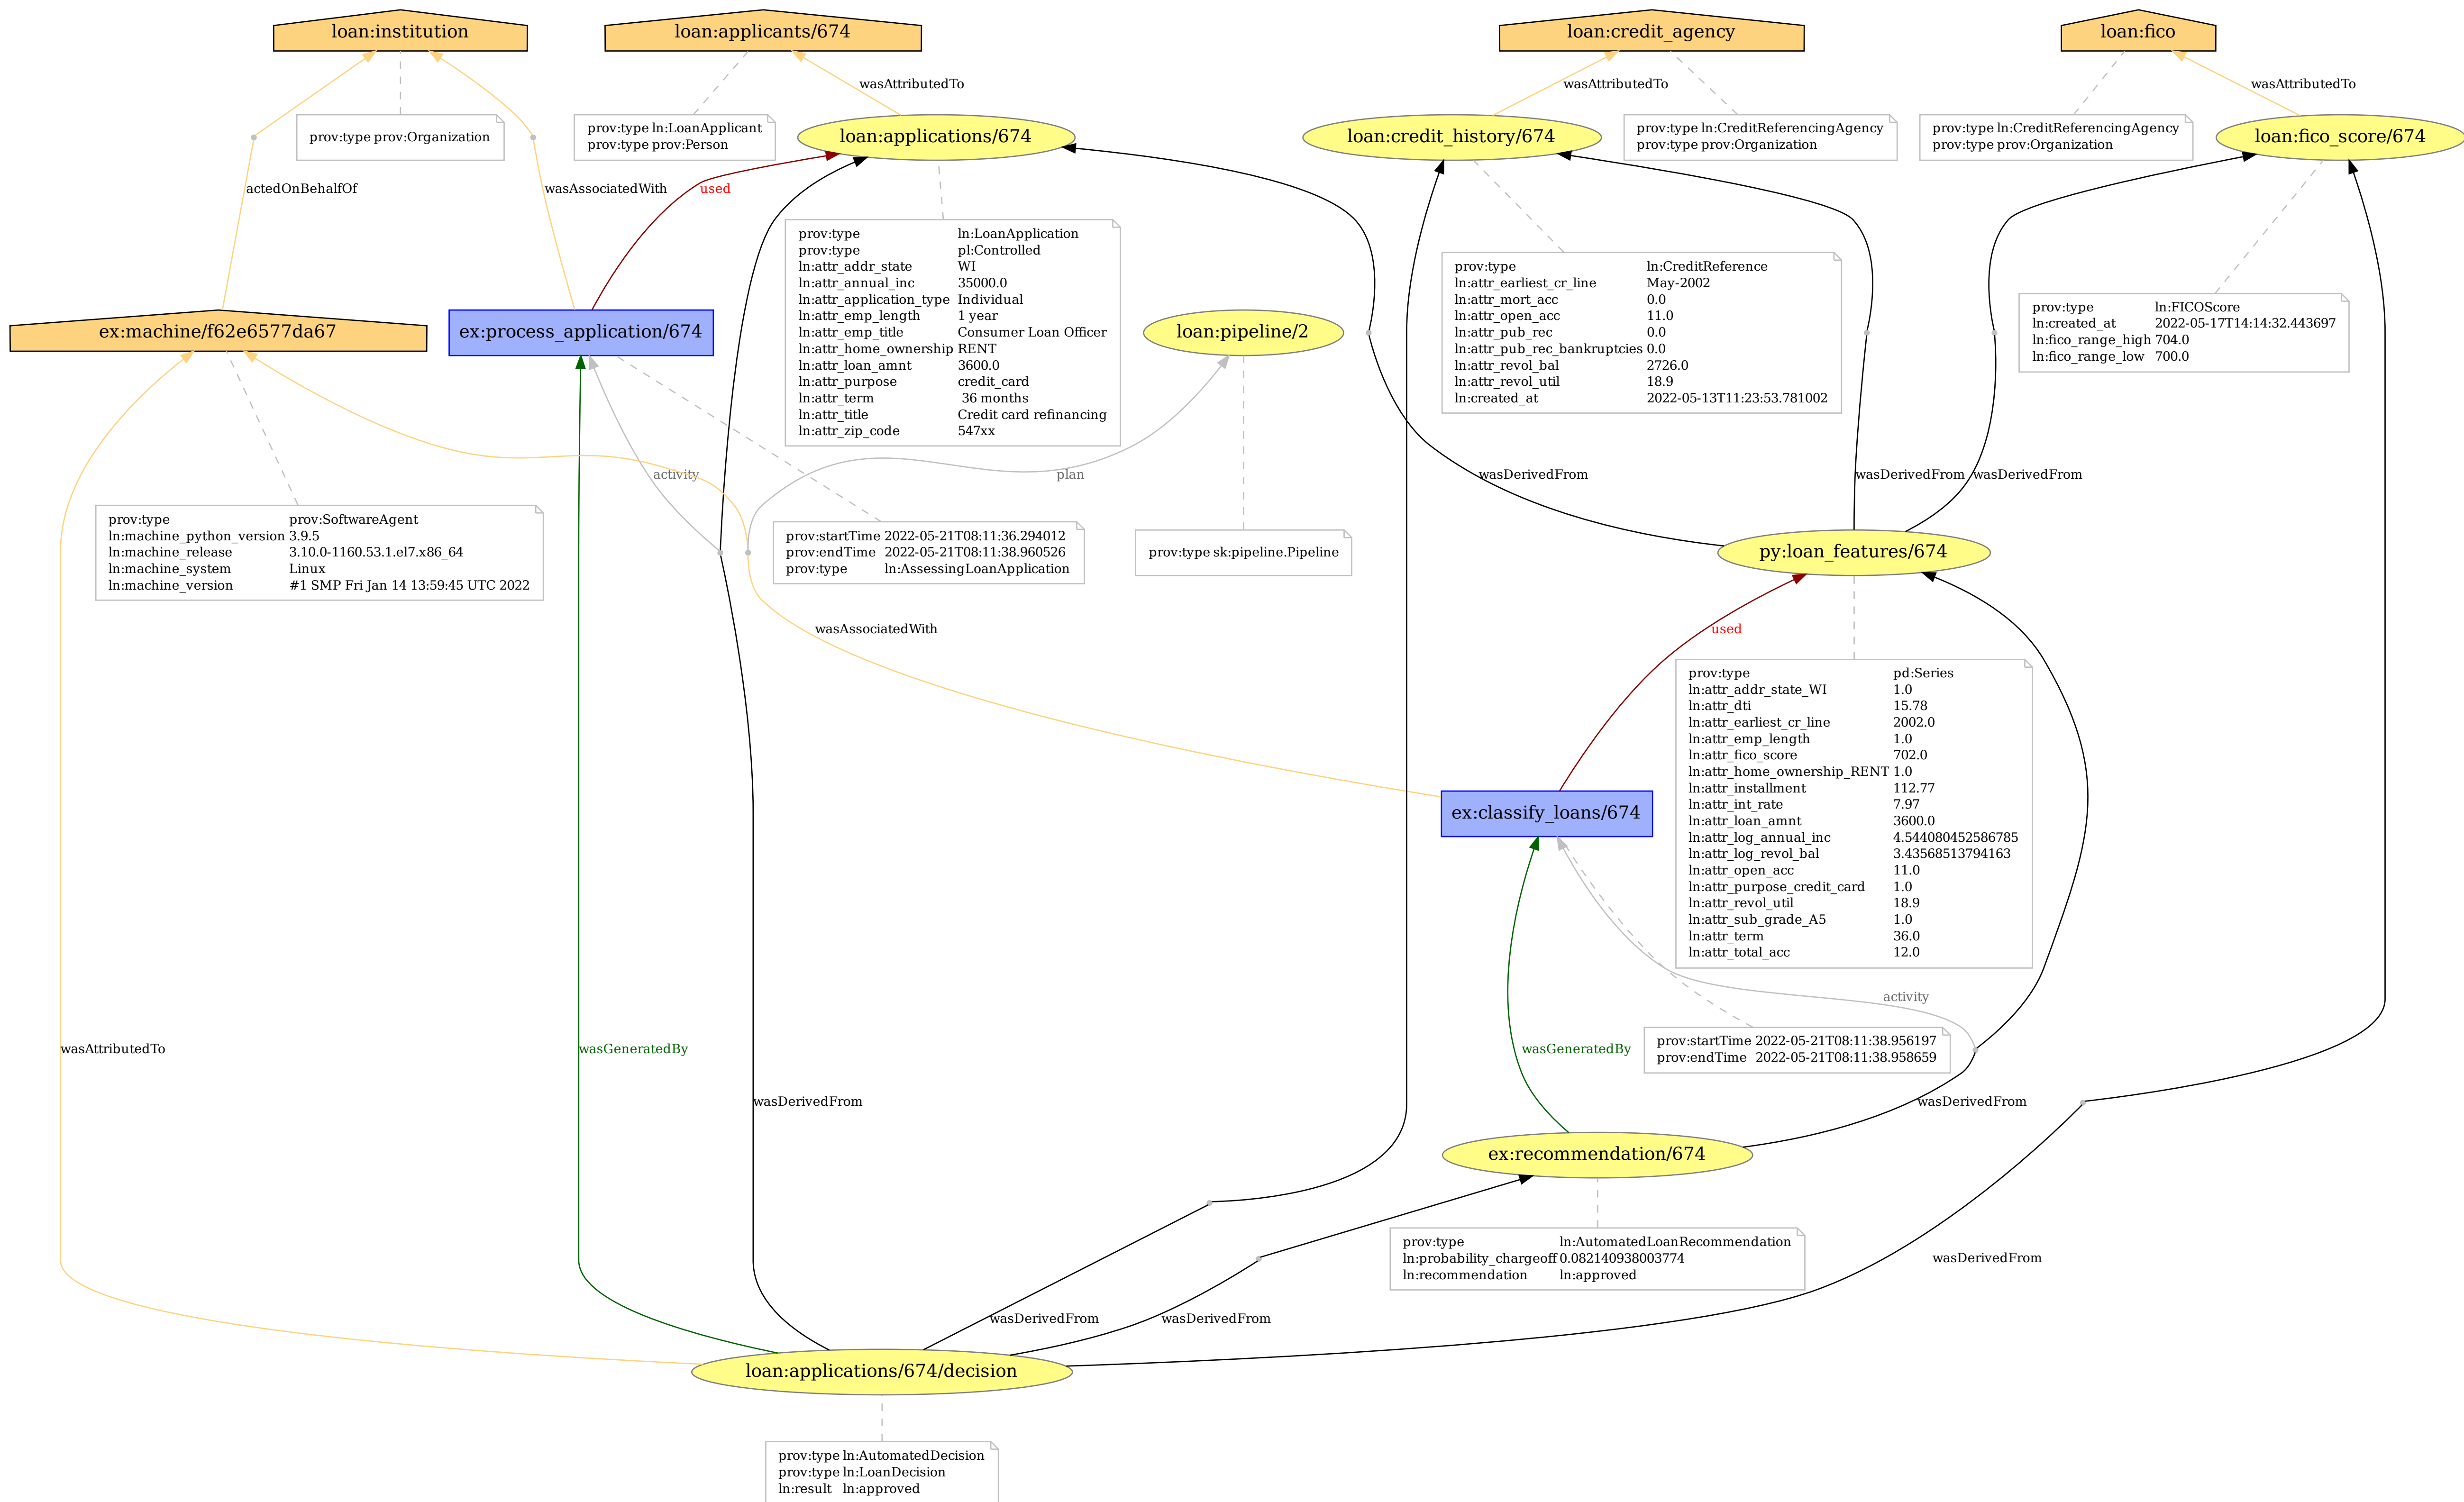 loan:institution
loan:applicants/674
loan:credit_agency
loan:fico
wasAttributedTo
wasAttributedTo
wasAttributedTo
prov:type prov:Organization
prov:type ln:LoanApplicant
prov:type prov:Person
loan:applications/674
loan:credit_history/674
prov:type ln:CreditReferencingAgency
prov:type prov:Organization
prov:type ln:CreditReferencingAgency
prov:type prov:Organization
loan:fico_score/674
actedOnBehalfOf
wasAssociatedWith
used
prov:type ln:LoanApplication
prov:type pl:Controlled
ln:attr_addr_state WI
ln:attr_annual_inc 35000.0
ln:attr_application_type Individual
ln:attr_emp_length 1 year
ln:attr_emp_title Consumer Loan Officer
ln:attr_home_ownership RENT
ln:attr_loan_amnt 3600.0
ln:attr_purpose credit_card
ln:attr_term 36 months
ln:attr_title Credit card refinancing
ln:attr_zip_code 547xx
prov:type ln:CreditReference
ln:attr_earliest_cr_line May-2002
ln:attr_mort_acc 0.0
ln:attr_open_acc 11.0
ln:attr_pub_rec 0.0
ln:attr_pub_rec_bankruptcies 0.0
ln:attr_revol_bal 2726.0
ln:attr_revol_util 18.9
ln:created_at 2022-05-13T11:23:53.781002
prov:type ln:FICOScore
ln:created_at 2022-05-17T14:14:32.443697
ln:fico_range_high 704.0
ln:fico_range_low 700.0
ex:machine/f62e6577da67
ex:process_application/674
loan:pipeline/2
activity
plan
wasDerivedFrom
wasDerivedFrom
wasDerivedFrom
prov:type prov:SoftwareAgent
ln:machine_python_version 3.9.5
ln:machine_release 3.10.0-1160.53.1.el7.x86_64
ln:machine_system Linux
ln:machine_version #1 SMP Fri Jan 14 13:59:45 UTC 2022
prov:startTime 2022-05-21T08:11:36.294012
prov:endTime 2022-05-21T08:11:38.960526
prov:type ln:AssessingLoanApplication
prov:type sk:pipeline.Pipeline
py:loan_features/674
wasAssociatedWith
used
prov:type pd:Series
ln:attr_addr_state_WI 1.0
ln:attr_dti 15.78
ln:attr_earliest_cr_line 2002.0
ln:attr_emp_length 1.0
ln:attr_fico_score 702.0
ln:attr_home_ownership_RENT 1.0
ln:attr_installment 112.77
ln:attr_int_rate 7.97
ln:attr_loan_amnt 3600.0
ln:attr_log_annual_inc 4.544080452586785
ln:attr_log_revol_bal 3.43568513794163
ln:attr_open_acc 11.0
ln:attr_purpose_credit_card 1.0
ln:attr_revol_util 18.9
ln:attr_sub_grade_A5 1.0
ln:attr_term 36.0
ln:attr_total_acc 12.0
ex:classify_loans/674
activity
wasAttributedTo
wasGeneratedBy
wasGeneratedBy
prov:startTime 2022-05-21T08:11:38.956197
prov:endTime 2022-05-21T08:11:38.958659
wasDerivedFrom
wasDerivedFrom
ex:recommendation/674
prov:type ln:AutomatedLoanRecommendation
ln:probability_chargeoff 0.082140938003774
ln:recommendation ln:approved
wasDerivedFrom
wasDerivedFrom
wasDerivedFrom
loan:applications/674/decision
prov:type ln:AutomatedDecision
prov:type ln:LoanDecision
ln:result ln:approved